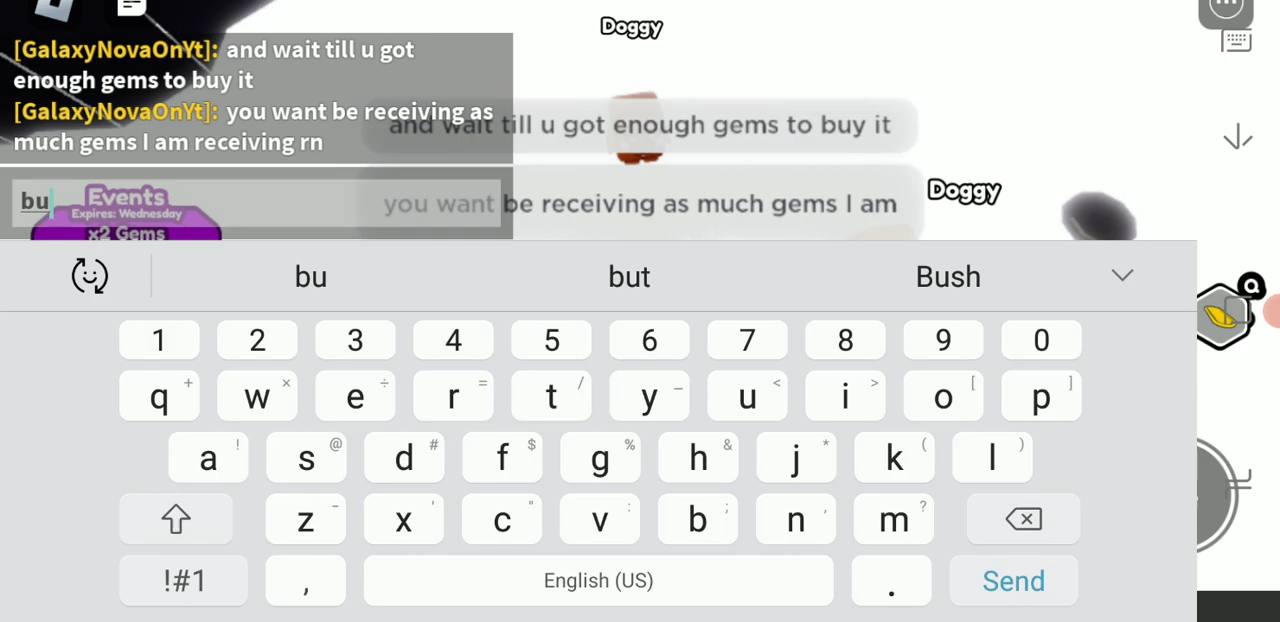 Doggy
[GalaxyNovaOnYt]: and wait till u got
enough gems to buy it
[GalaxyNovaOnYt]: you want be receiving as
much gems I am receiving rn
and wait till u got enough gems to buy it
you want be receiving as much gems I am
Doggy
bu
Events
Expires: Wednesday
x2 Gems
bu but Bush
1 2 3 4 5 6 7 8 9 0
q + w × e ÷ r = t / y _ u < i > o [ p ]
a ! s @ d # f $ g % h & j * k ( l )
z - x ' c " v : b ; n , m ?
!#1 , English (US) . Send
Q